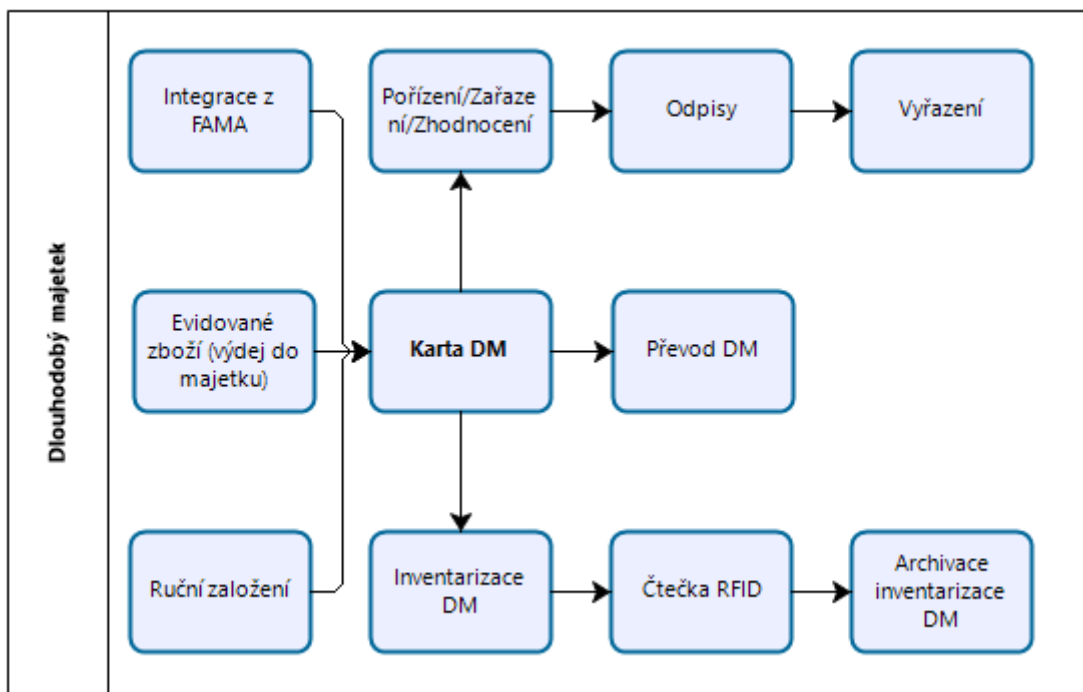 Dlouhodobý majetek
Integrace z
FAMA
Pořízení/Zařaze
ní/Zhodnocení
Odpisy
Vyřazení
Evidované
zboží (výdej do
majetku)
Karta DM
Převod DM
Ruční založení
Inventarizace
DM
Čtečka RFID
Archivace
inventarizace
DM